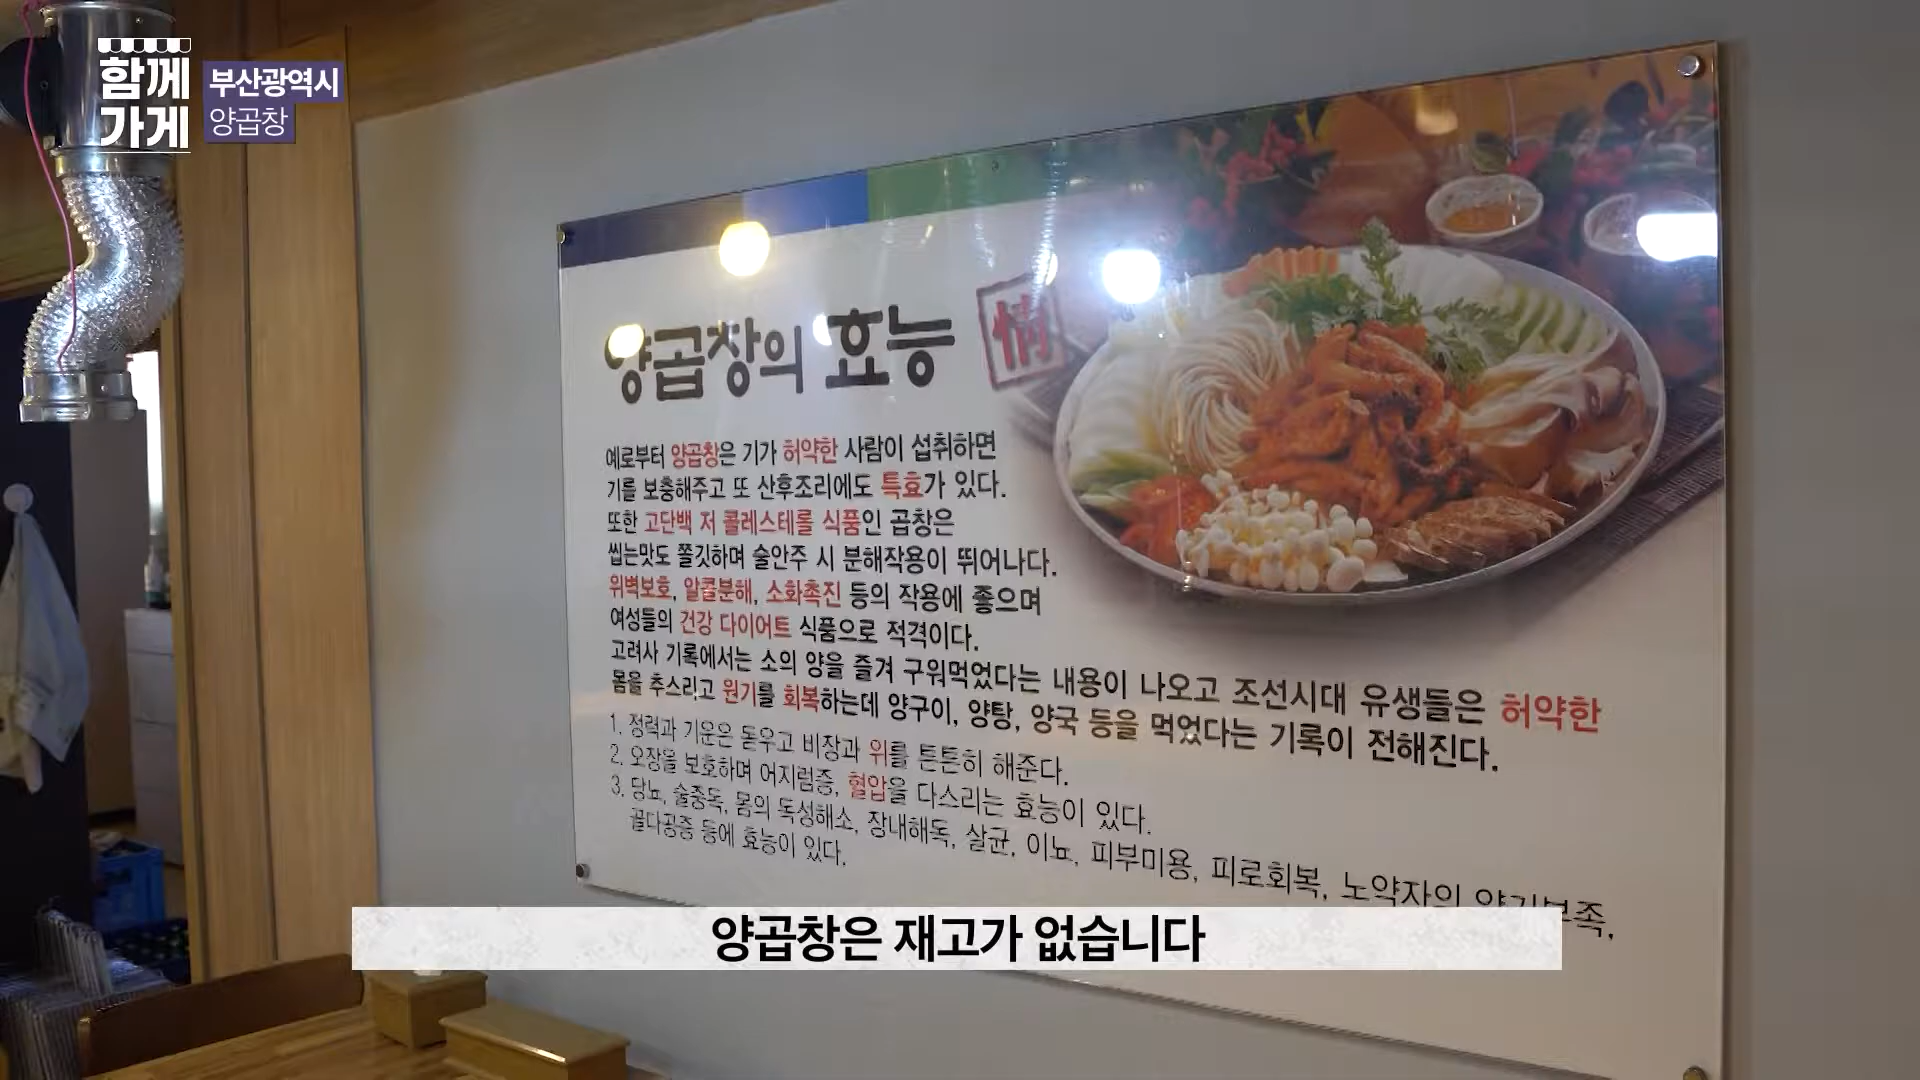 함께
가게
부산광역시
양곱창
양곱창의 효능
情
예로부터 양곱창은 기가 허약한 사람이 섭취하면
기를 보충해주고 또 산후조리에도 특효가 있다.
또한 고단백 저 콜레스테롤 식품인 곱창은
씹는맛도 쫄깃하며 술안주 시 분해작용이 뛰어나다.
위벽보호, 알콜분해, 소화촉진 등의 작용에 좋으며
여성들의 건강 다이어트 식품으로 적격이다.
고려사 기록에서는 소의 양을 즐겨 구워먹었다는 내용이 나오고 조선시대 유생들은 허약한
몸을 추스리고 원기를 회복하는데 양구이, 양탕, 양국 등을 먹었다는 기록이 전해진다.
1. 정력과 기운은 돋우고 비장과 위를 튼튼히 해준다.
2. 오장을 보호하며 어지럼증, 혈압을 다스리는 효능이 있다.
3. 당뇨, 술중독, 몸의 독성해소, 장내해독, 살균, 이뇨, 피부미용, 피로회복, 노약자의
골다공증 등에 효능이 있다.
양곱창은 재고가 없습니다